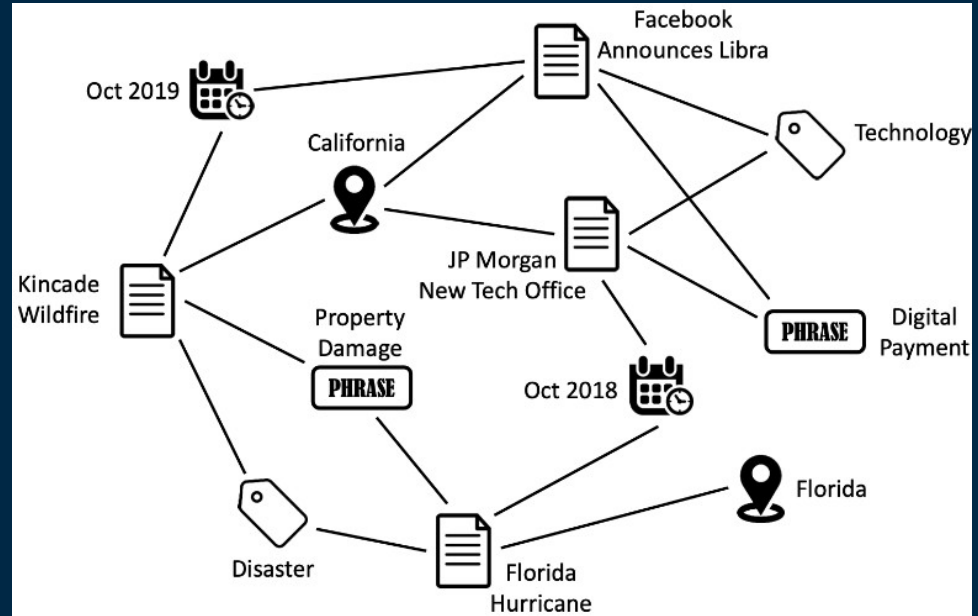 Facebook
Announces Libra
Oct 2019
Technology
California
JP Morgan
New Tech Office
Kincade
Wildfire
Property
Damage
PHRASE
Digital
Payment
PHRASE
Oct 2018
Florida
Disaster
Florida
Hurricane